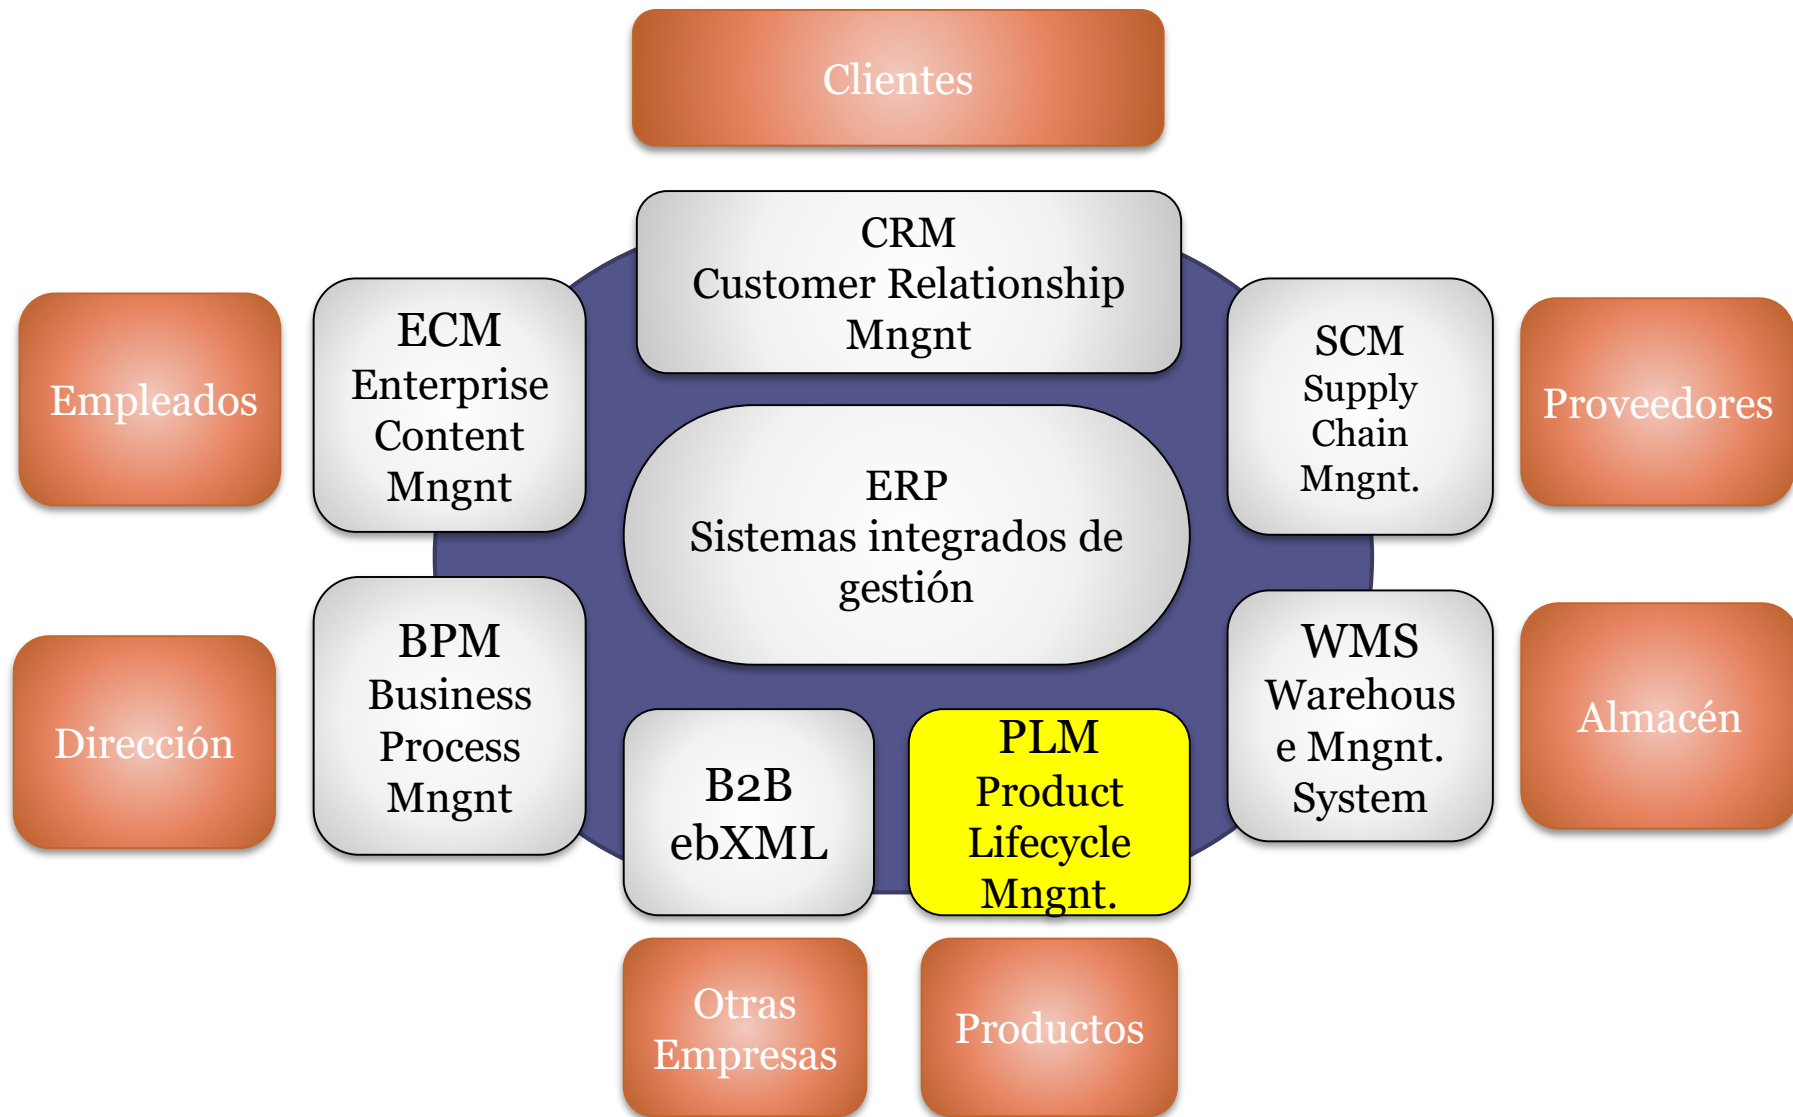 Clientes
CRM
Customer Relationship
Mngnt
Empleados
ECM
Enterprise
Content
Mngnt
SCM
Supply
Chain
Mngnt.
Proveedores
ERP
Sistemas integrados de
gestión
Dirección
BPM
Business
Process
Mngnt
B2B
ebXML
PLM
Product
Lifecycle
Mngnt.
WMS
Warehous
e Mngnt.
System
Almacén
Otras
Empresas
Productos